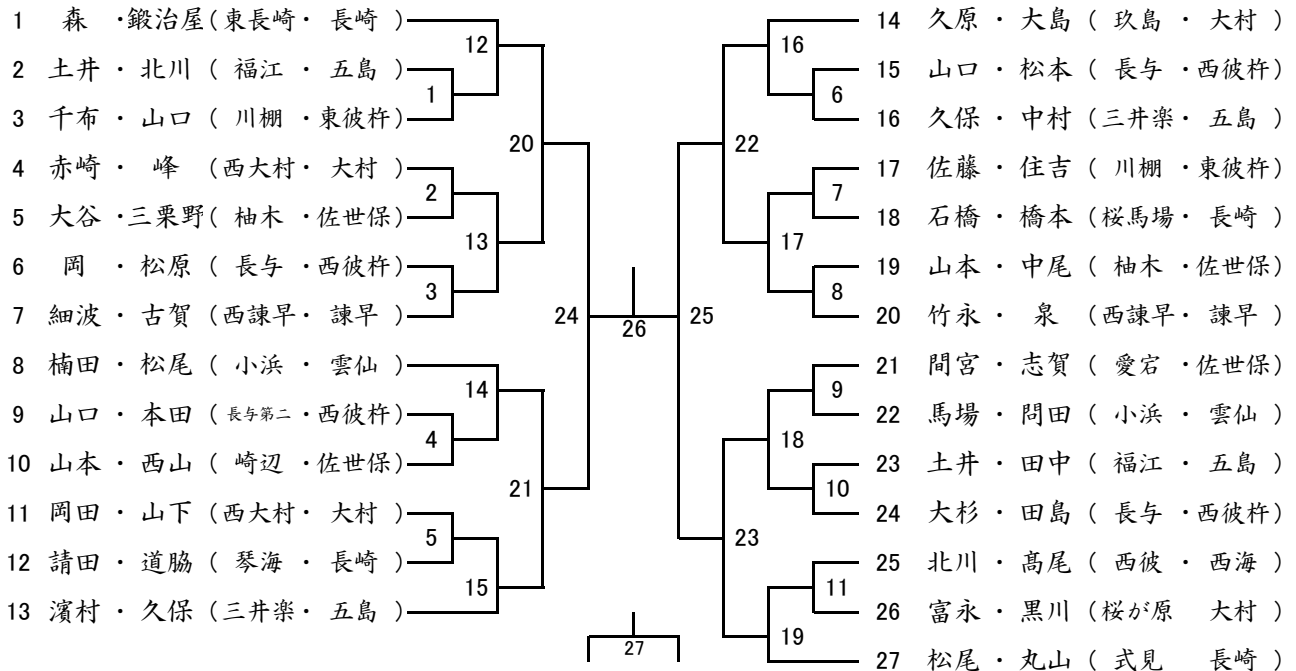 1 森 ・鍛治屋(東長崎・ 長崎 )
2 土井 ・ 北川 ( 福江 ・ 五島 )
3 千布 ・ 山口 ( 川棚 ・東彼杵)
4 赤崎・ 峰 (西大村・ 大村 )
5 大谷 ・三栗野( 柚木 ・佐世保)
6 岡 ・ 松原 ( 長与 ・西彼杵)
7 細波 ・ 古賀 (西諫早・ 諫早 )
8 楠田 ・ 松尾 ( 小浜 ・ 雲仙 )
9 山口 ・ 本田 ( 長与第二 ・西彼杵)
10 山本 ・ 西山 ( 崎辺 ・佐世保)
11 岡田 ・ 山下 (西大村・ 大村 )
12 請田 ・ 道脇 ( 琴海 ・ 長崎 )
13 濱村・ 久保 (三井楽・ 五島 )
12
1
20
2
13
3
24
14
4
21
5
15
26
27
25
16
6
22
7
17
8
9
18
10
23
11
19
14 久原 ・ 大島 ( 玖島 ・ 大村 )
15 山口 ・ 松本 ( 長与 ・西彼杵)
16 久保 ・ 中村 (三井楽・ 五島 )
17 佐藤 ・ 住吉 ( 川棚 ・東彼杵)
18 石橋 ・ 橋本 (桜馬場・ 長崎 )
19 山本 ・ 中尾 ( 柚木 ・佐世保)
20 竹永・ 泉 (西諫早・ 諫早 )
21 間宮 ・ 志賀 ( 愛宕 ・佐世保)
22 馬場 ・ 問田 ( 小浜 ・ 雲仙 )
23 土井 ・ 田中 ( 福江 ・ 五島 )
24 大杉 ・ 田島 ( 長与 ・西彼杵)
25 北川 ・ 髙尾 ( 西彼 ・ 西海 )
26 富永・ 黒川 (桜が原 大村 )
27 松尾 ・ 丸山 ( 式見 長崎 )